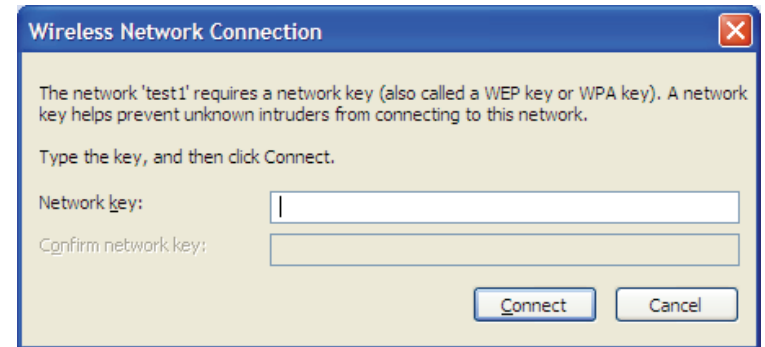 Wireless Network Connection
The network 'test1' requires a network key (also called a WEP key or WPA key). A network
key helps prevent unknown intruders from connecting to this network.
Type the key, and then click Connect.
Network key:
Confirm network key:
Connect Cancel